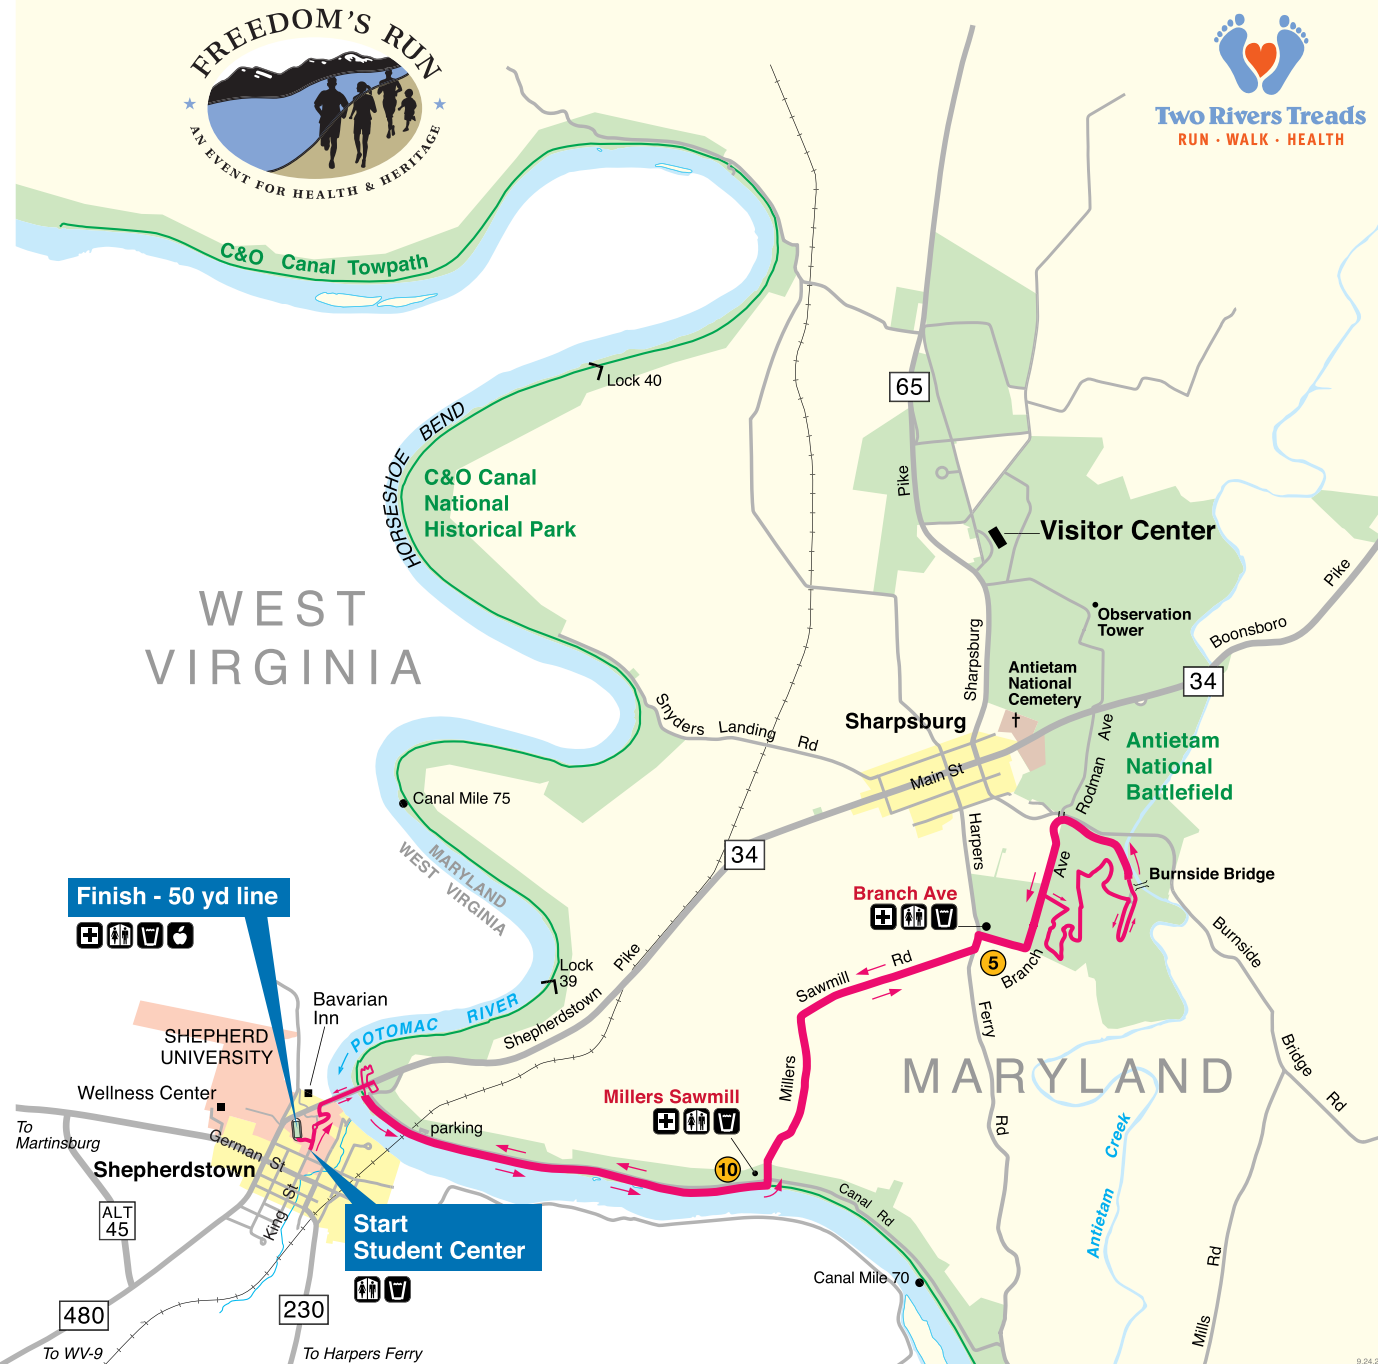 FREEDOM'S RUN
AN EVENT FOR HEALTH & HERITAGE
Two Rivers Treads
RUN · WALK · HEALTH
C&O Canal Towpath
Lock 40
65
HORSESHOE BEND
C&O Canal
National
Historical Park
Pike
Visitor Center
WEST
VIRGINIA
Observation
Tower
Boonsboro
Pike
Sharpsburg
34
Antietam
National
Cemetery
Snyders Landing Rd
Sharpsburg
Main St
Rodman Ave
Antietam
National
Battlefield
Canal Mile 75
MARYLAND
WEST VIRGINIA
34
Harpers
Ave
Burnside Bridge
Finish - 50 yd line
Branch Ave
Burnside
Lock
39
Pike
Shepherdstown
POTOMAC RIVER
5
Branch
Sawmill Rd
Bavarian
Inn
SHEPHERD
UNIVERSITY
Ferry
Bridge
MARYLAND
Wellness Center
Millers Sawmill
Millers
Rd
To
Martinsburg
German St
parking
Rd
Creek
Shepherdstown
10
King St
Canal Rd
ALT
45
Start
Student Center
Antietam
Rd
Canal Mile 70
480
230
Mills
To WV-9
To Harpers Ferry